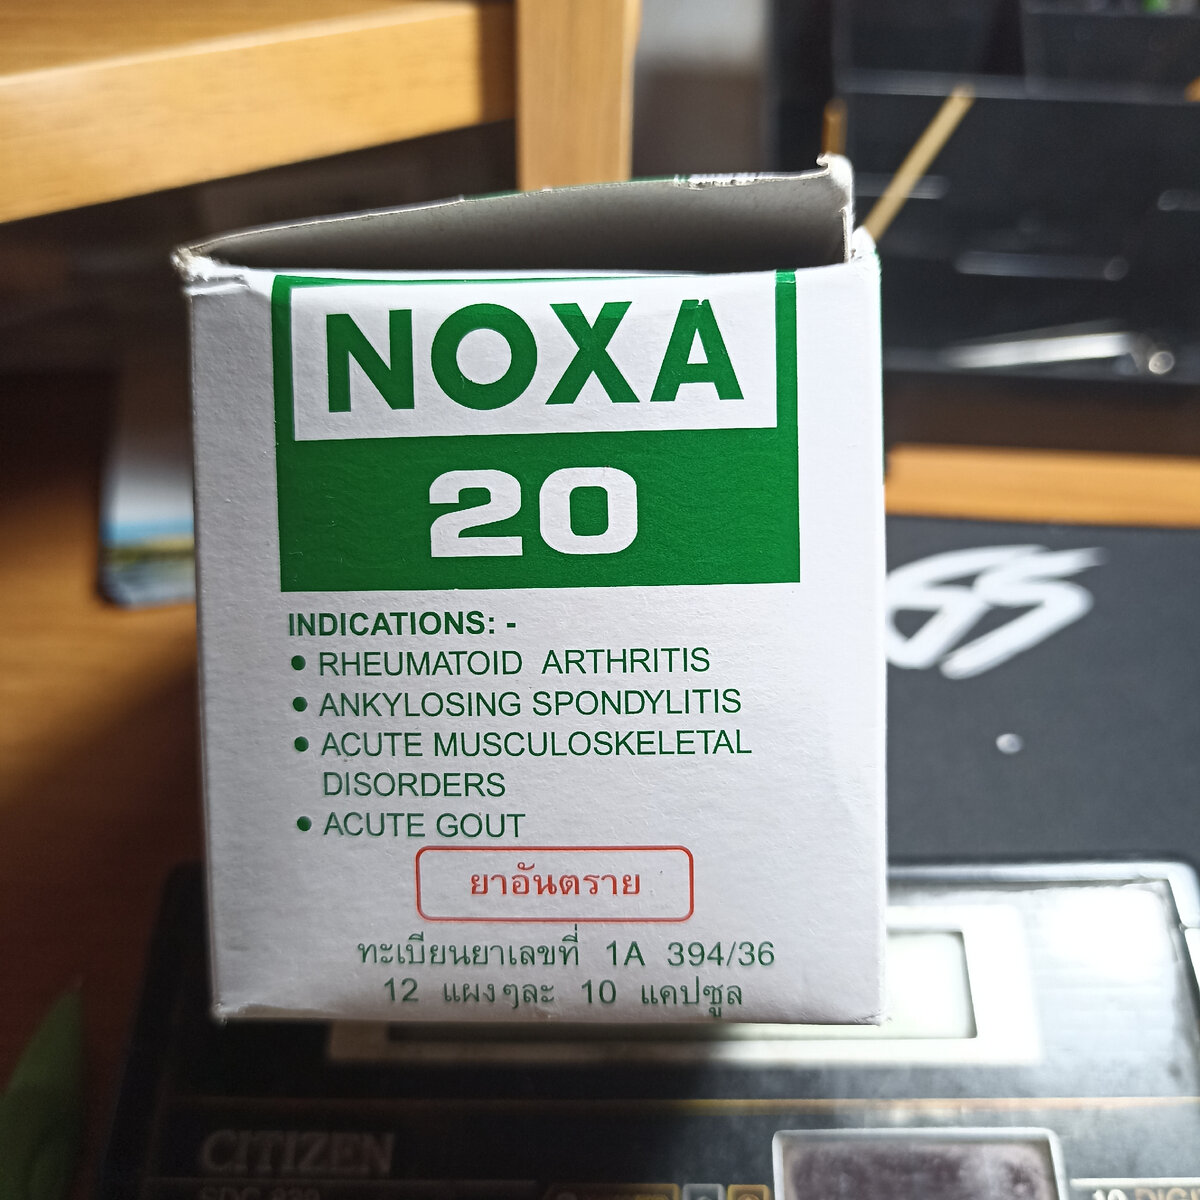 NOXA
20
INDICATIONS: -
• RHEUMATOID ARTHRITIS
• ANKYLOSING SPONDYLITIS
• ACUTE MUSCULOSKELETAL
DISORDERS
• ACUTE GOUT
ยาอันตราย
ทะเบียนยาเลขที่ 1A 394/36
12 แผงๆละ 10 แคปซูล
CITIZEN